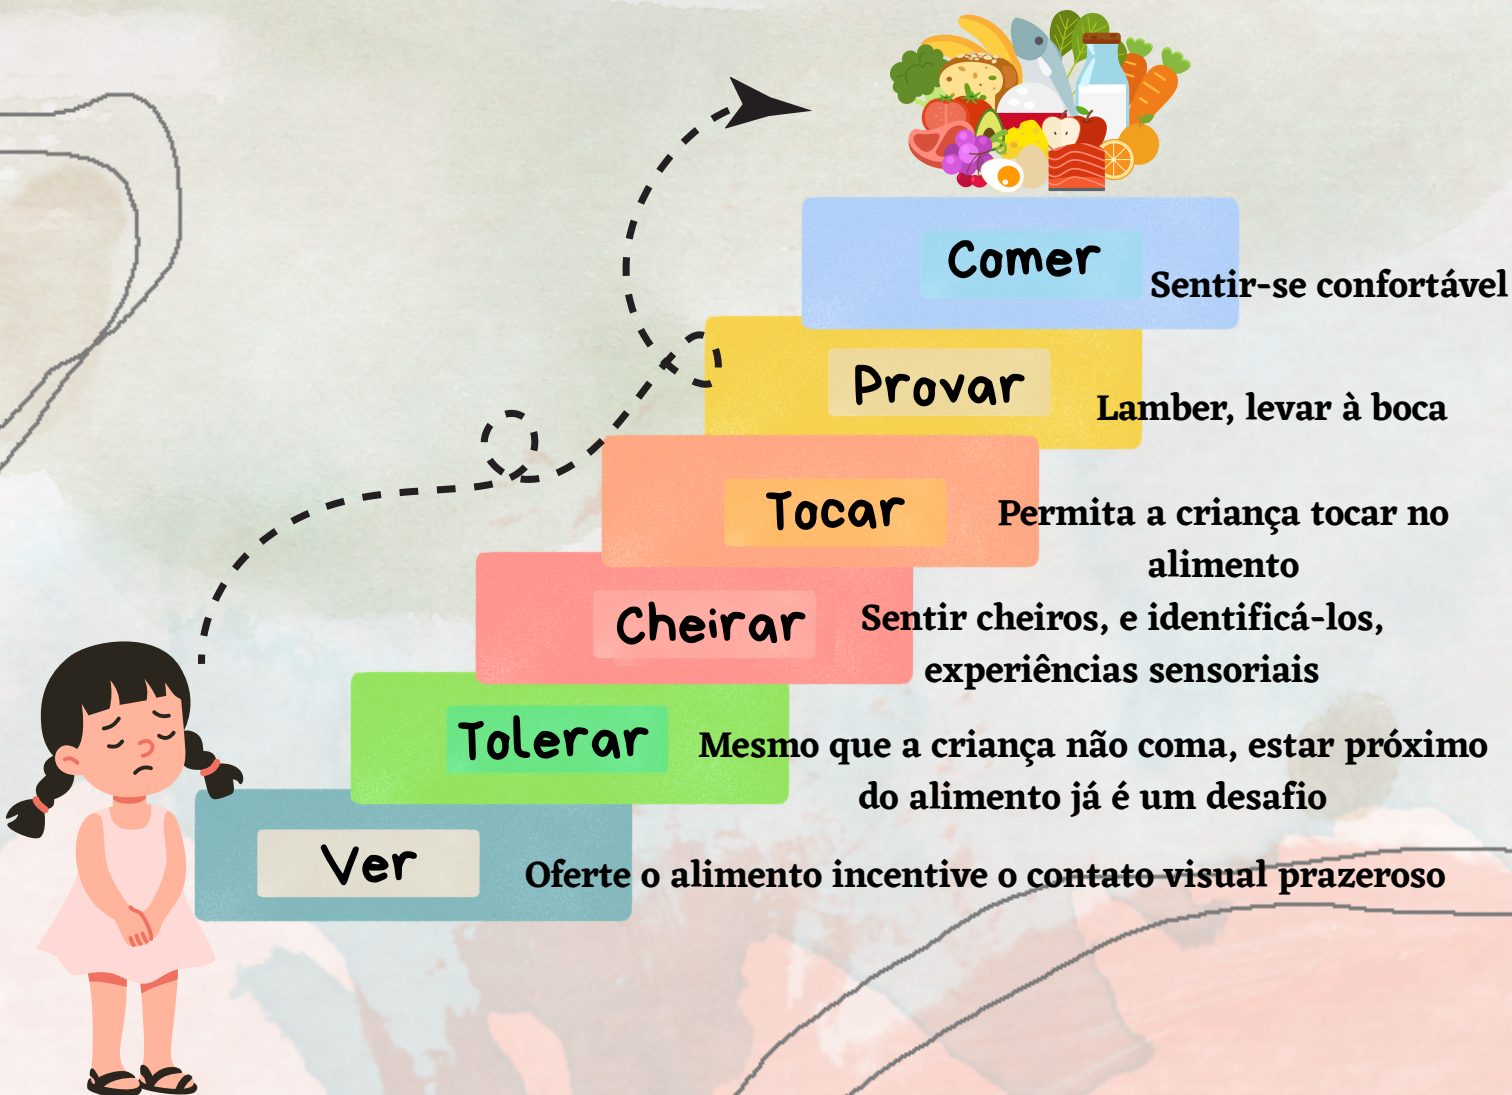 Comer
Sentir-se confortável
Provar
Lamber, levar à boca
Tocar
Permita a criança tocar no
alimento
Cheirar
Sentir cheiros, e identificá-los,
experiências sensoriais
Tolerar
Mesmo que a criança não coma, estar próximo
do alimento já é um desafio
Ver
Oferte o alimento incentive o contato visual prazeroso